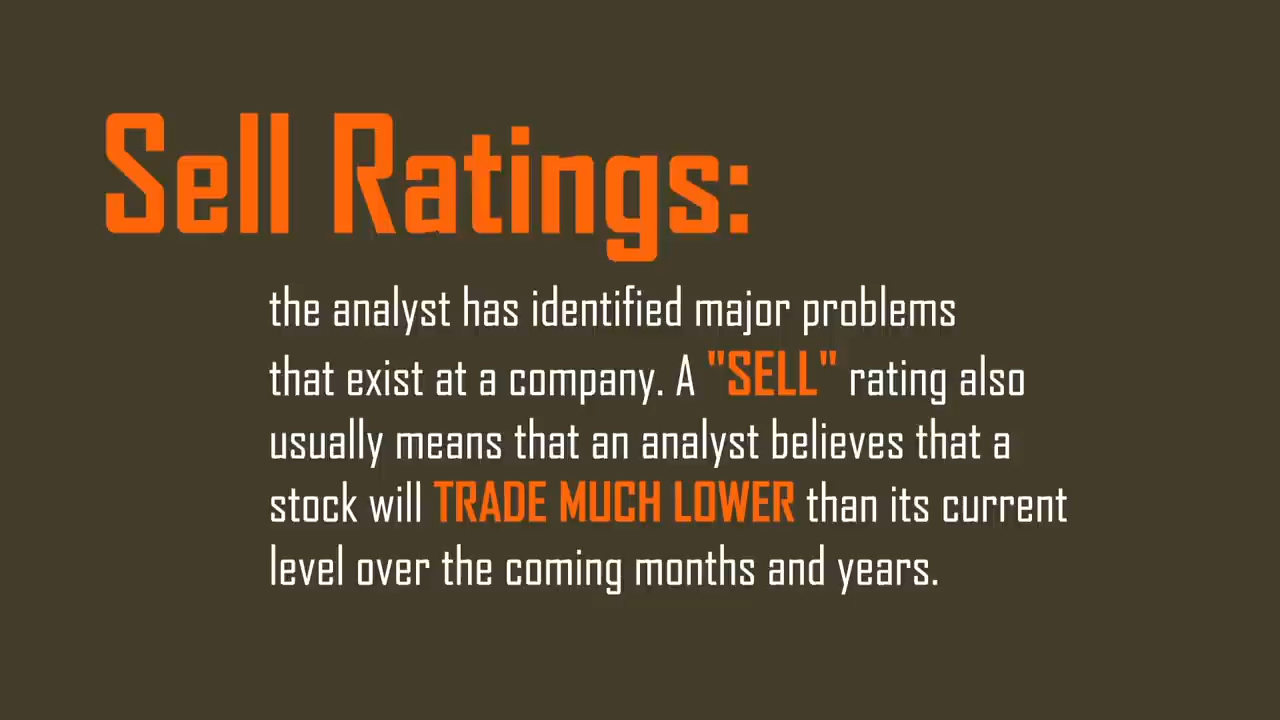 Sell Ratings:
the analyst has identified major problems
that exist at a company. A "SELL" rating also
usually means that an analyst believes that a
stock will TRADE MUCH LOWER than its current
level over the coming months and years.